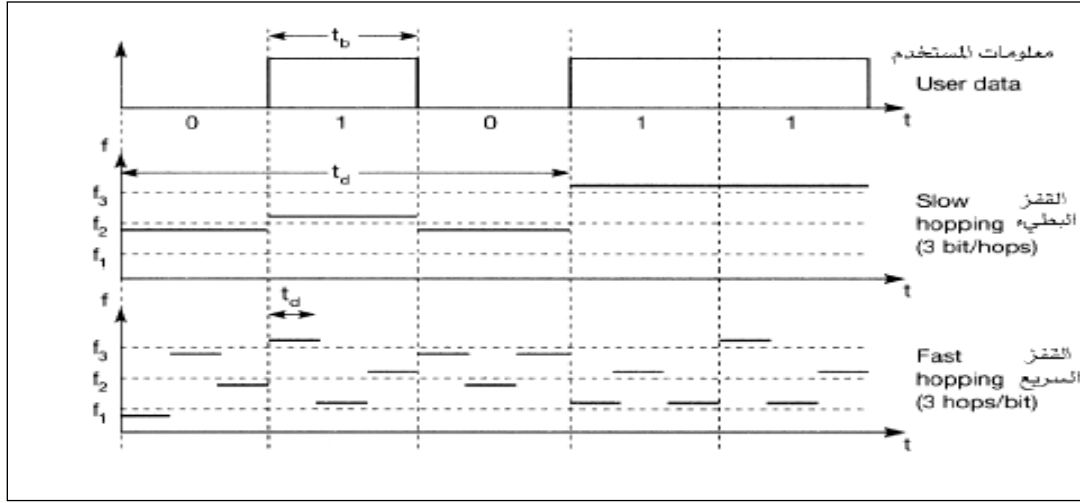 t_b
معلومات المستخدم
User data
0 1 0 1 1 t
f
t_d
f_3
f_2
f_1
Slow القفز
hopping البطيء
(3 bit/hops)
t
f
t_d
f_3
f_2
f_1
Fast القفز
hopping السريع
(3 hops/bit)
t